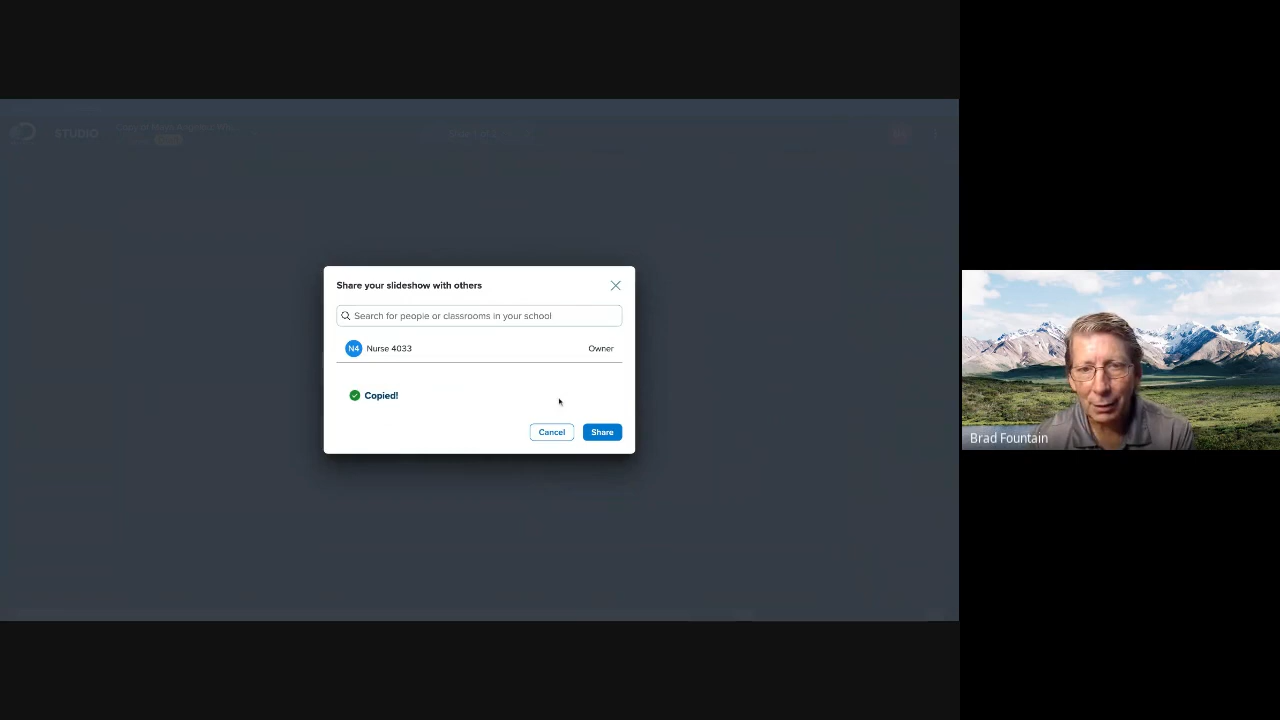 STUDIO
Share your slideshow with others
Search for people or classrooms in your school
N4 Nurse 4033 Owner
Copied!
Cancel Share
Brad Fountain